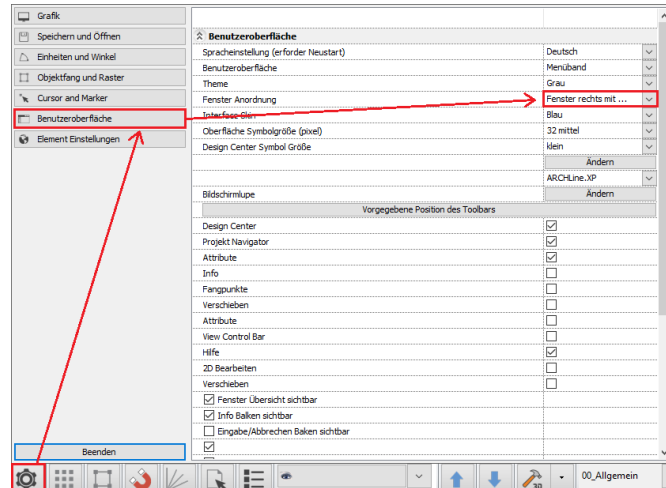 Grafik
Speichern und Öffnen
Einheiten und Winkel
Objektfang und Raster
Cursor and Marker
Benutzeroberfläche
Element Einstellungen
Beenden
Benutzeroberfläche
Spracheinstellung (erforder Neustart) Deutsch
Benutzeroberfläche Menüband
Theme Grau
Fenster Anordnung Fenster rechts mit ...
Interface Skin Blau
Oberfläche Symbolgröße (pixel) 32 mittel
Design Center Symbol Größe klein
Ändern
ARCHLine.XP
Bildschirmlupe Ändern
Vorgegebene Position des Toolbars
Design Center
Projekt Navigator
Attribute
Info
Fangpunkte
Verschieben
Attribute
View Control Bar
Hilfe
2D Bearbeiten
Verschieben
Fenster Übersicht sichtbar
Info Balken sichtbar
Eingabe/Abbrechen Baken sichtbar
3D
00_Allgemein